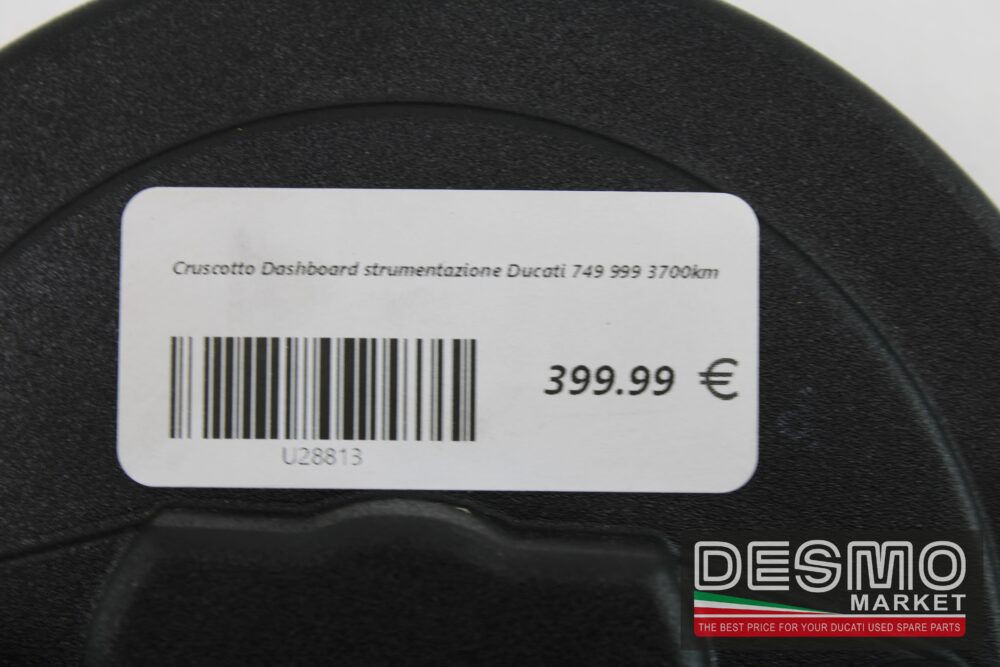 Cruscotto Dashboard strumentazione Ducati 749 999 3700km
399.99 €
U28813
DESMO
MARKET
THE BEST PRICE FOR YOUR DUCATI USED SPARE PARTS